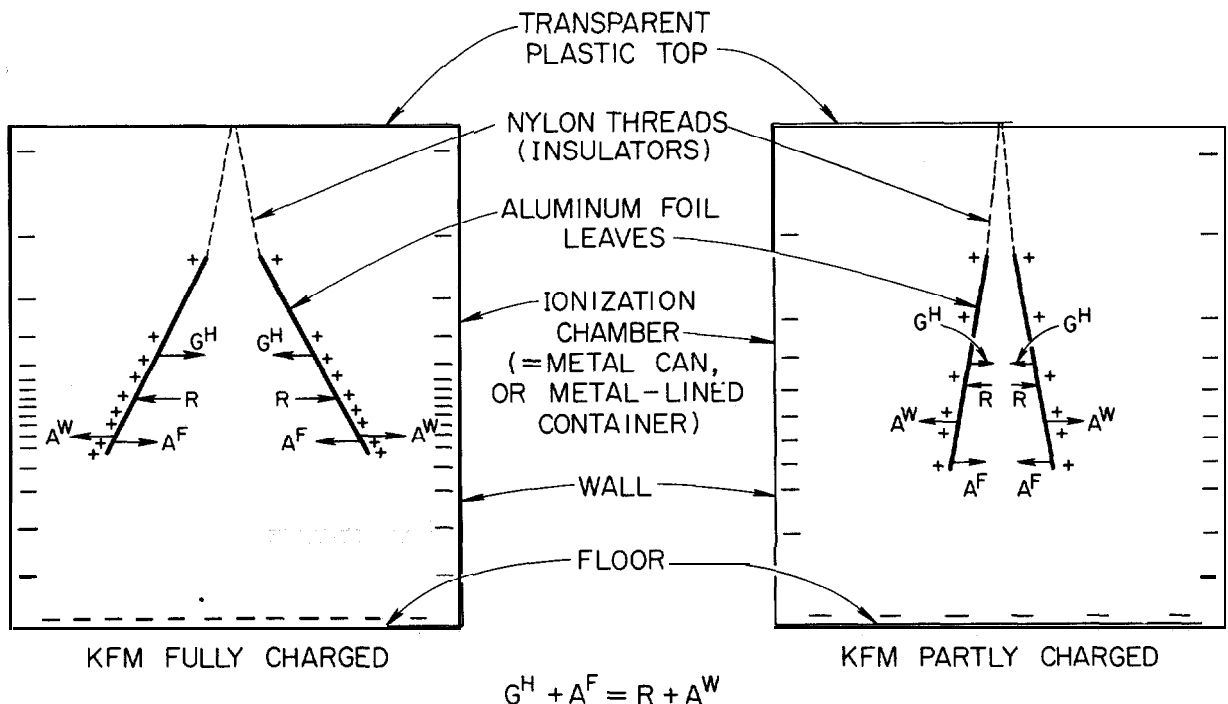 TRANSPARENT
PLASTIC TOP
NYLON THREADS
(INSULATORS)
ALUMINUM FOIL
LEAVES
IONIZATION
CHAMBER
(=METAL CAN,
OR METAL-LINED
CONTAINER)
WALL
FLOOR
G^H G^H
R R
A^W A^F A^F A^W
G^H G^H
R R
A^W A^W
A^F A^F
KFM FULLY CHARGED
KFM PARTLY CHARGED
G^H + A^F = R + A^W